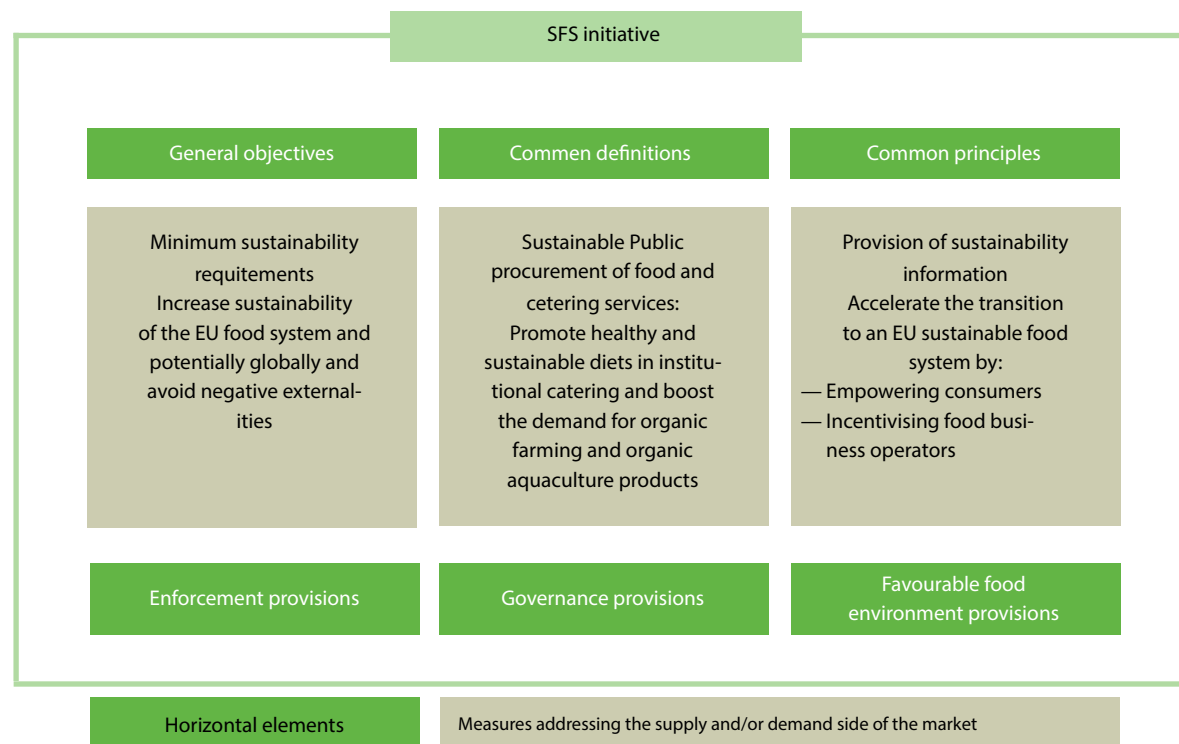 SFS initiative
General objectives
Commen definitions
Common principles
Minimum sustainability
requitements
Increase sustainability
of the EU food system and
potentially globally and
avoid negative external-
ities
Sustainable Public
procurement of food and
cetering services:
Promote healthy and
sustainable diets in institu-
tional catering and boost
the demand for organic
farming and organic
aquaculture products
Provision of sustainability
information
Accelerate the transition
to an EU sustainable food
system by:
— Empowering consumers
— Incentivising food busi-
ness operators
Enforcement provisions
Governance provisions
Favourable food
environment provisions
Horizontal elements
Measures addressing the supply and/or demand side of the market